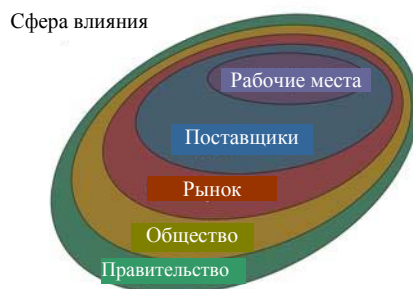 Сфера влияния
Рабочие места
Поставщики
Рынок
Общество
Правительство